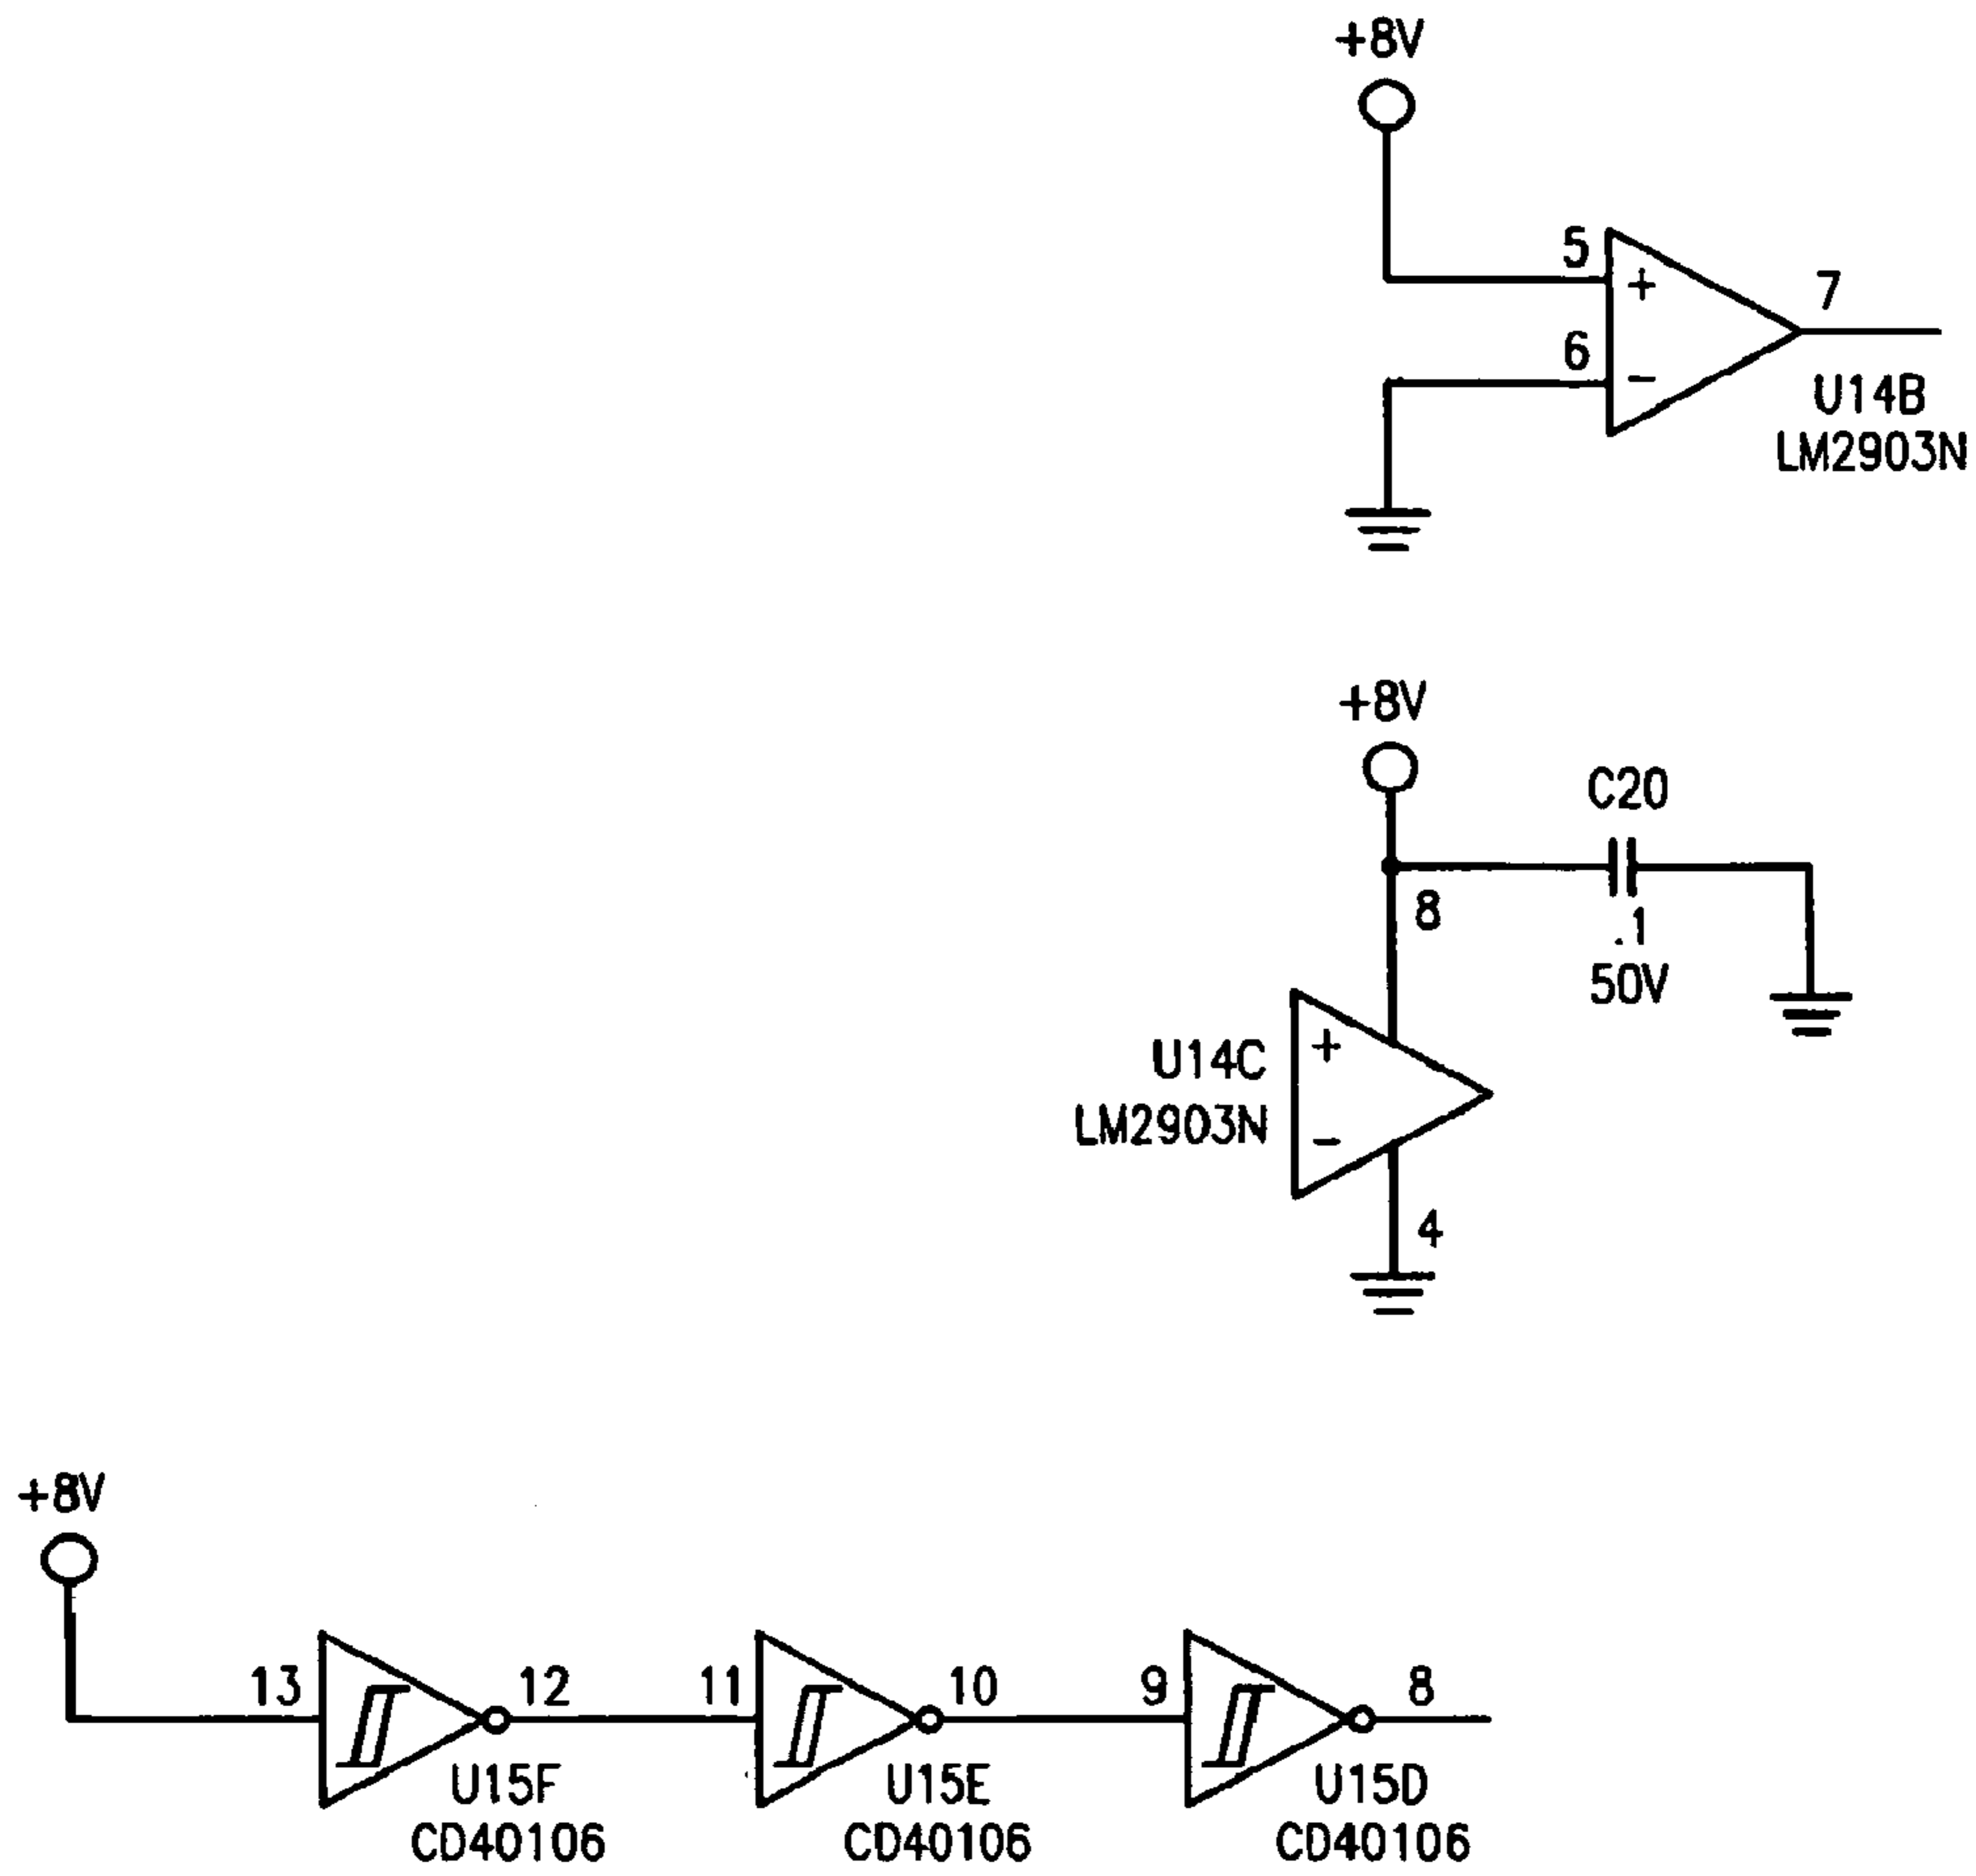 +8V
5
+
7
6
-
U14B
LM2903N
+8V
C20
8
.1
50V
U14C
+
LM2903N
-
4
+8V
13
12
11
10
9
8
U15F
U15E
U15D
CD40106
CD40106
CD40106